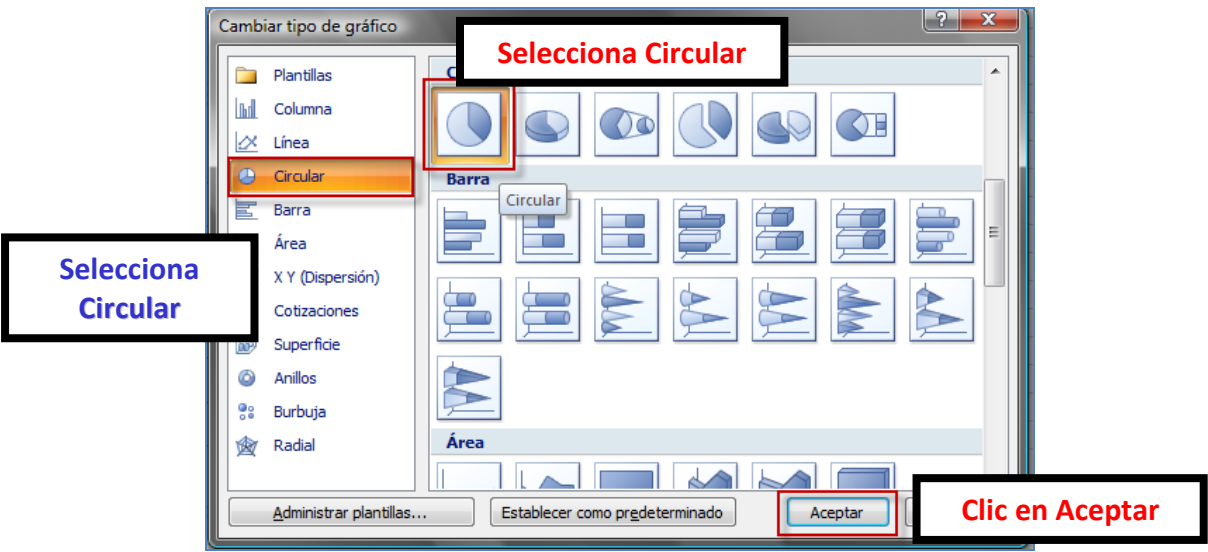 Cambiar tipo de gráfico
Selecciona Circular
Plantillas
Columna
Línea
Circular
Barra
Área
X Y (Dispersión)
Cotizaciones
Superficie
Anillos
Burbuja
Radial
Selecciona
Circular
Barra
Circular
Área
Administrar plantillas...
Establecer como predeterminado
Aceptar
Clic en Aceptar